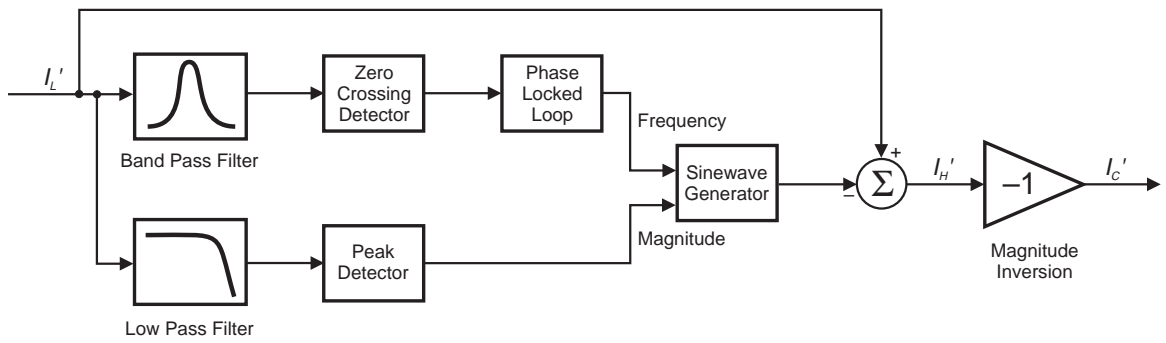 I_L'
Band Pass Filter
Zero
Crossing
Detector
Phase
Locked
Loop
Frequency
Sinewave
Generator
Magnitude
Low Pass Filter
Peak
Detector
+
−
Σ
I_H'
–1
I_C'
Magnitude
Inversion